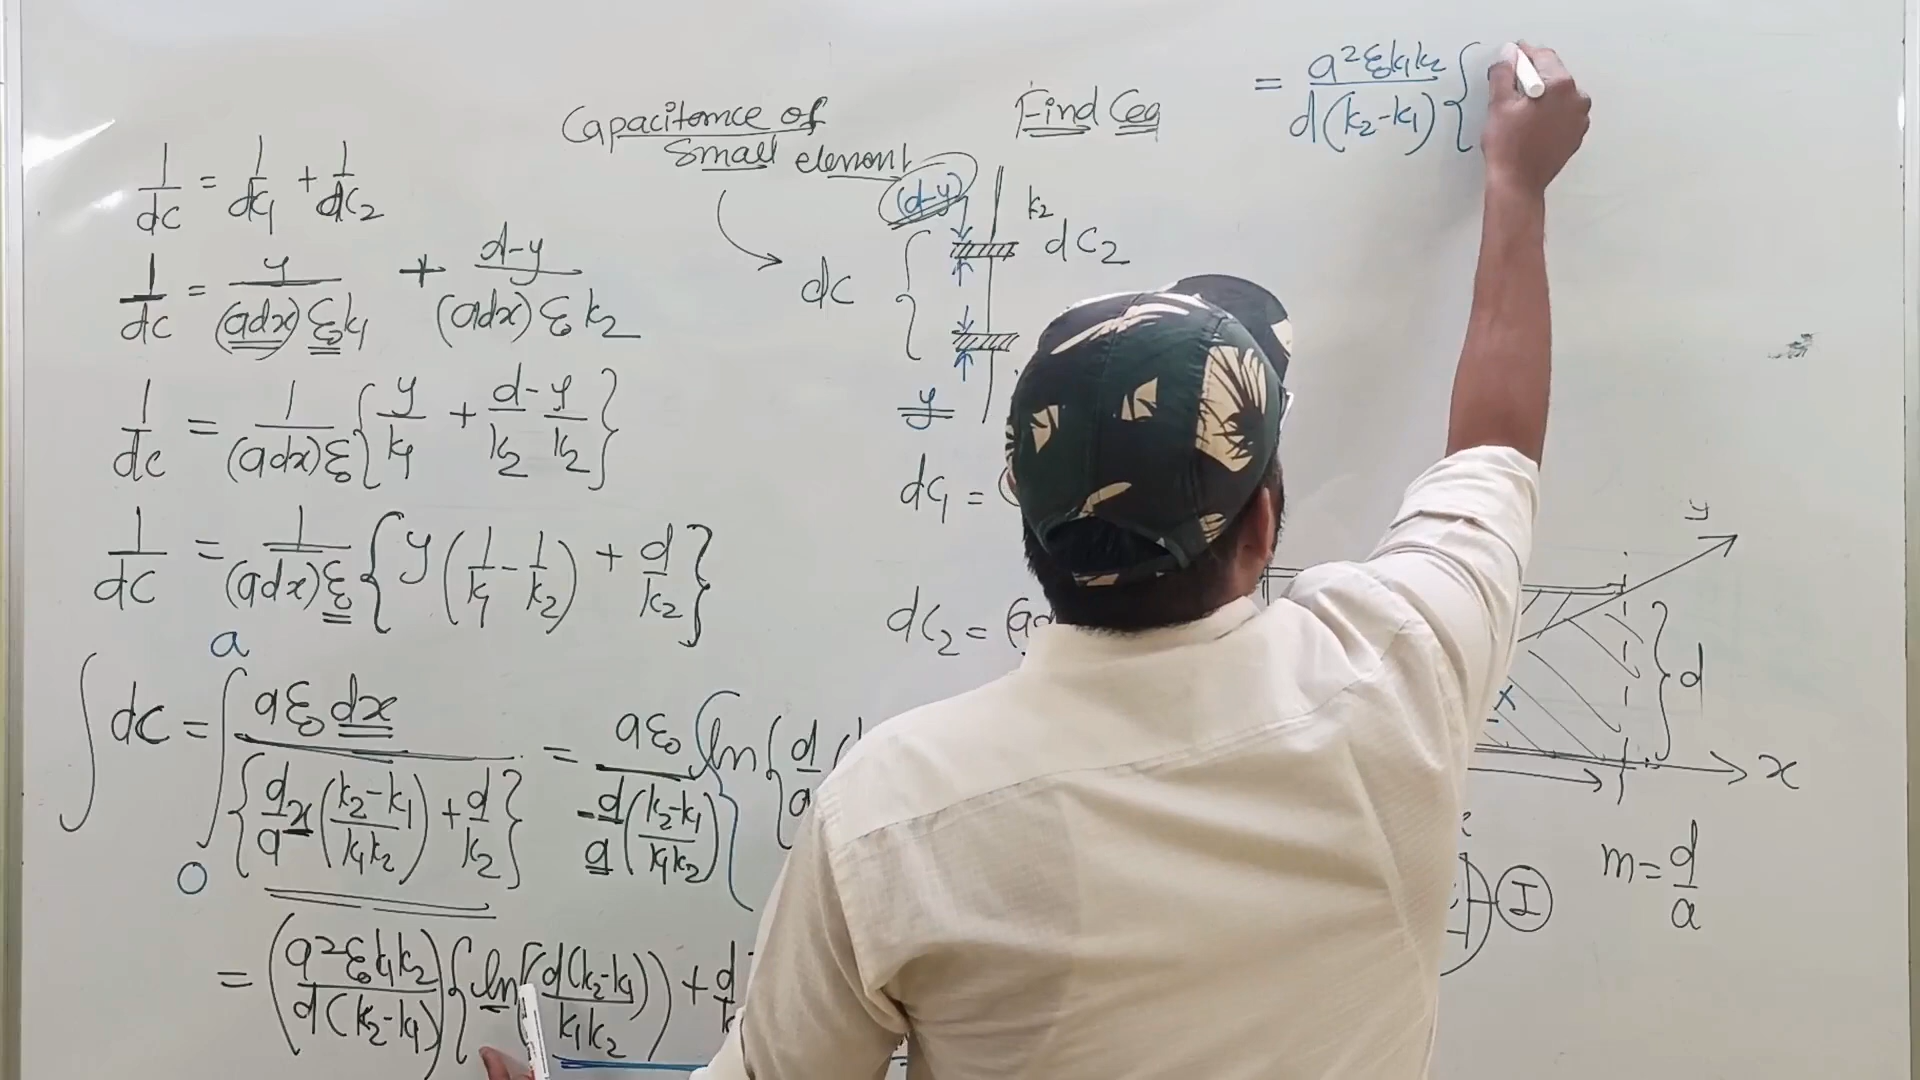 1/dc = 1/dc₁ + 1/dc₂
1/dc = y/((adx)ε₀k₁) + d-y/((adx)ε₀k₂)
1/dc = 1/((adx)ε₀) {y/k₁ + d/k₂ - y/k₂}
1/dc = 1/((adx)ε₀) {y(1/k₁ - 1/k₂) + d/k₂}
a
∫dc = ∫ aε₀dx/{d/a x((k₂-k₁)/(k₁k₂)) + d/k₂} = aε₀/(-d/a((k₂-k₁)/(k₁k₂))) { ln{d/a
0
= (a²ε₀k₁k₂/(d(k₂-k₁))) {ln((d(k₂-k₁)/(k₁k₂)) + d
Capacitance of
Small element
(d-y)
k₂
dc
dc₂
y
dc₁ =
dc₂ = (ad
Find Ceq
= a²ε₀k₁k₂/(d(k₂-k₁)) {
y
d
x
x
m = d/a
I